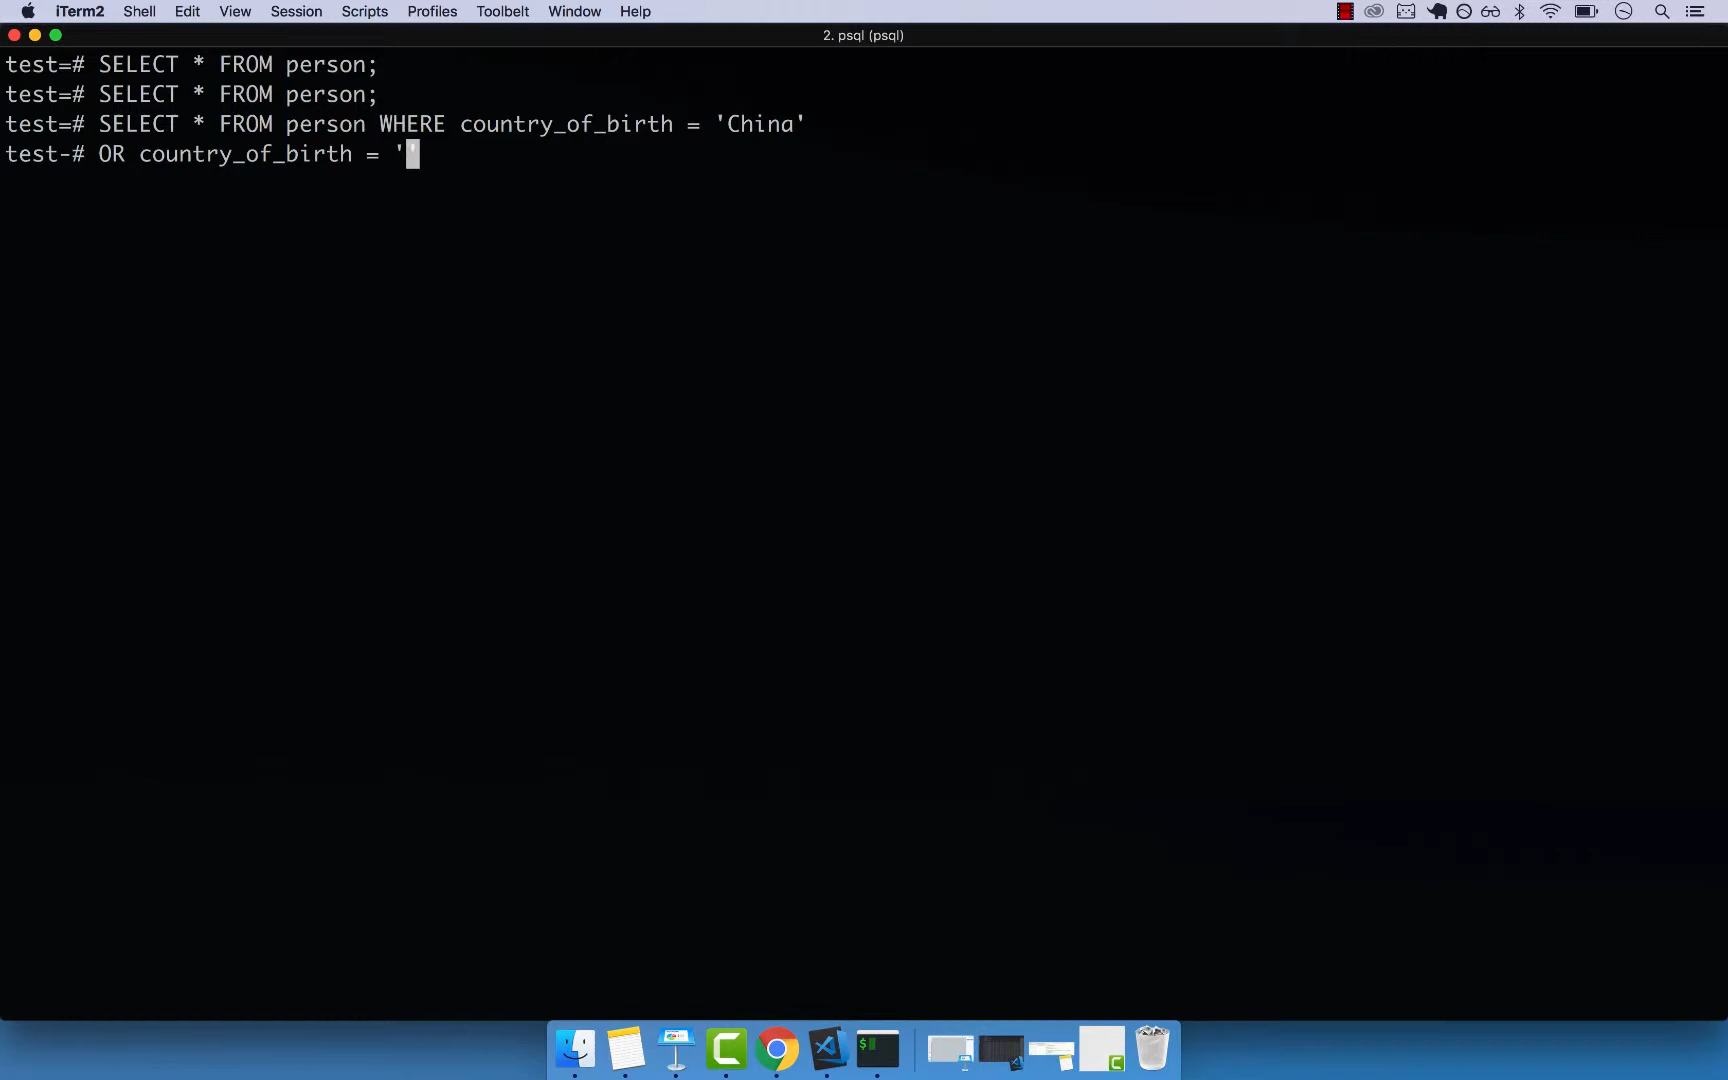 iTerm2 Shell Edit View Session Scripts Profiles Toolbelt Window Help
2. psql (psql)
test=# SELECT * FROM person;
test=# SELECT * FROM person;
test=# SELECT * FROM person WHERE country_of_birth = 'China'
test-# OR country_of_birth = ''